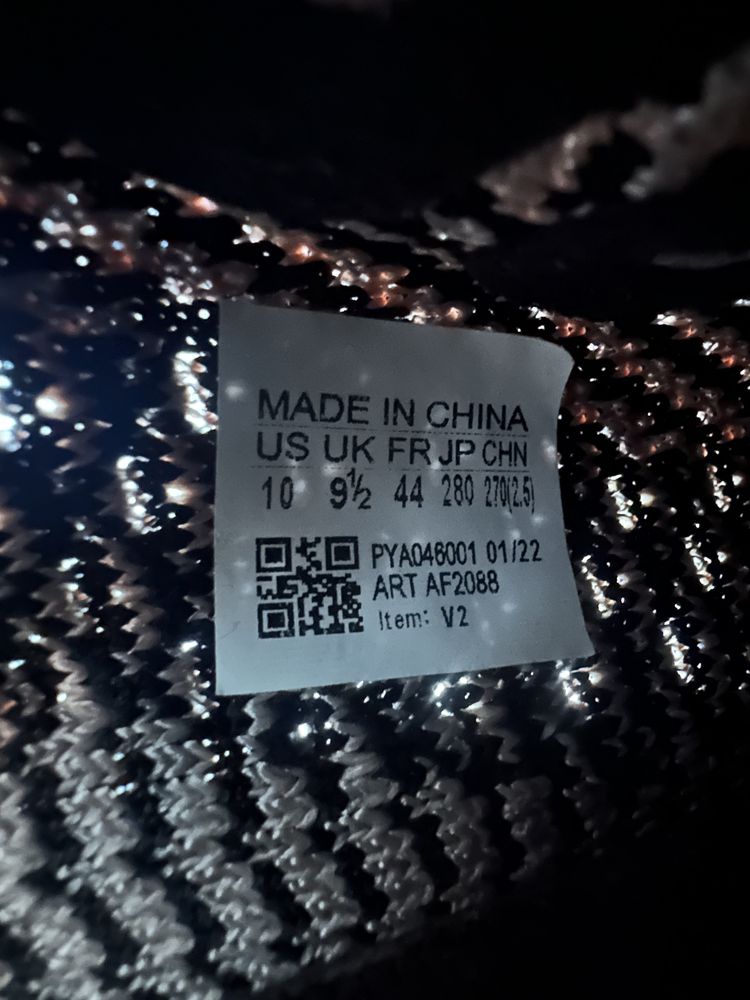 MADE IN CHINA
US UK FR JP CHN
10 9½ 44 280 270(2.5)
PYA046001 01/22
ART AF2088
Item: V2